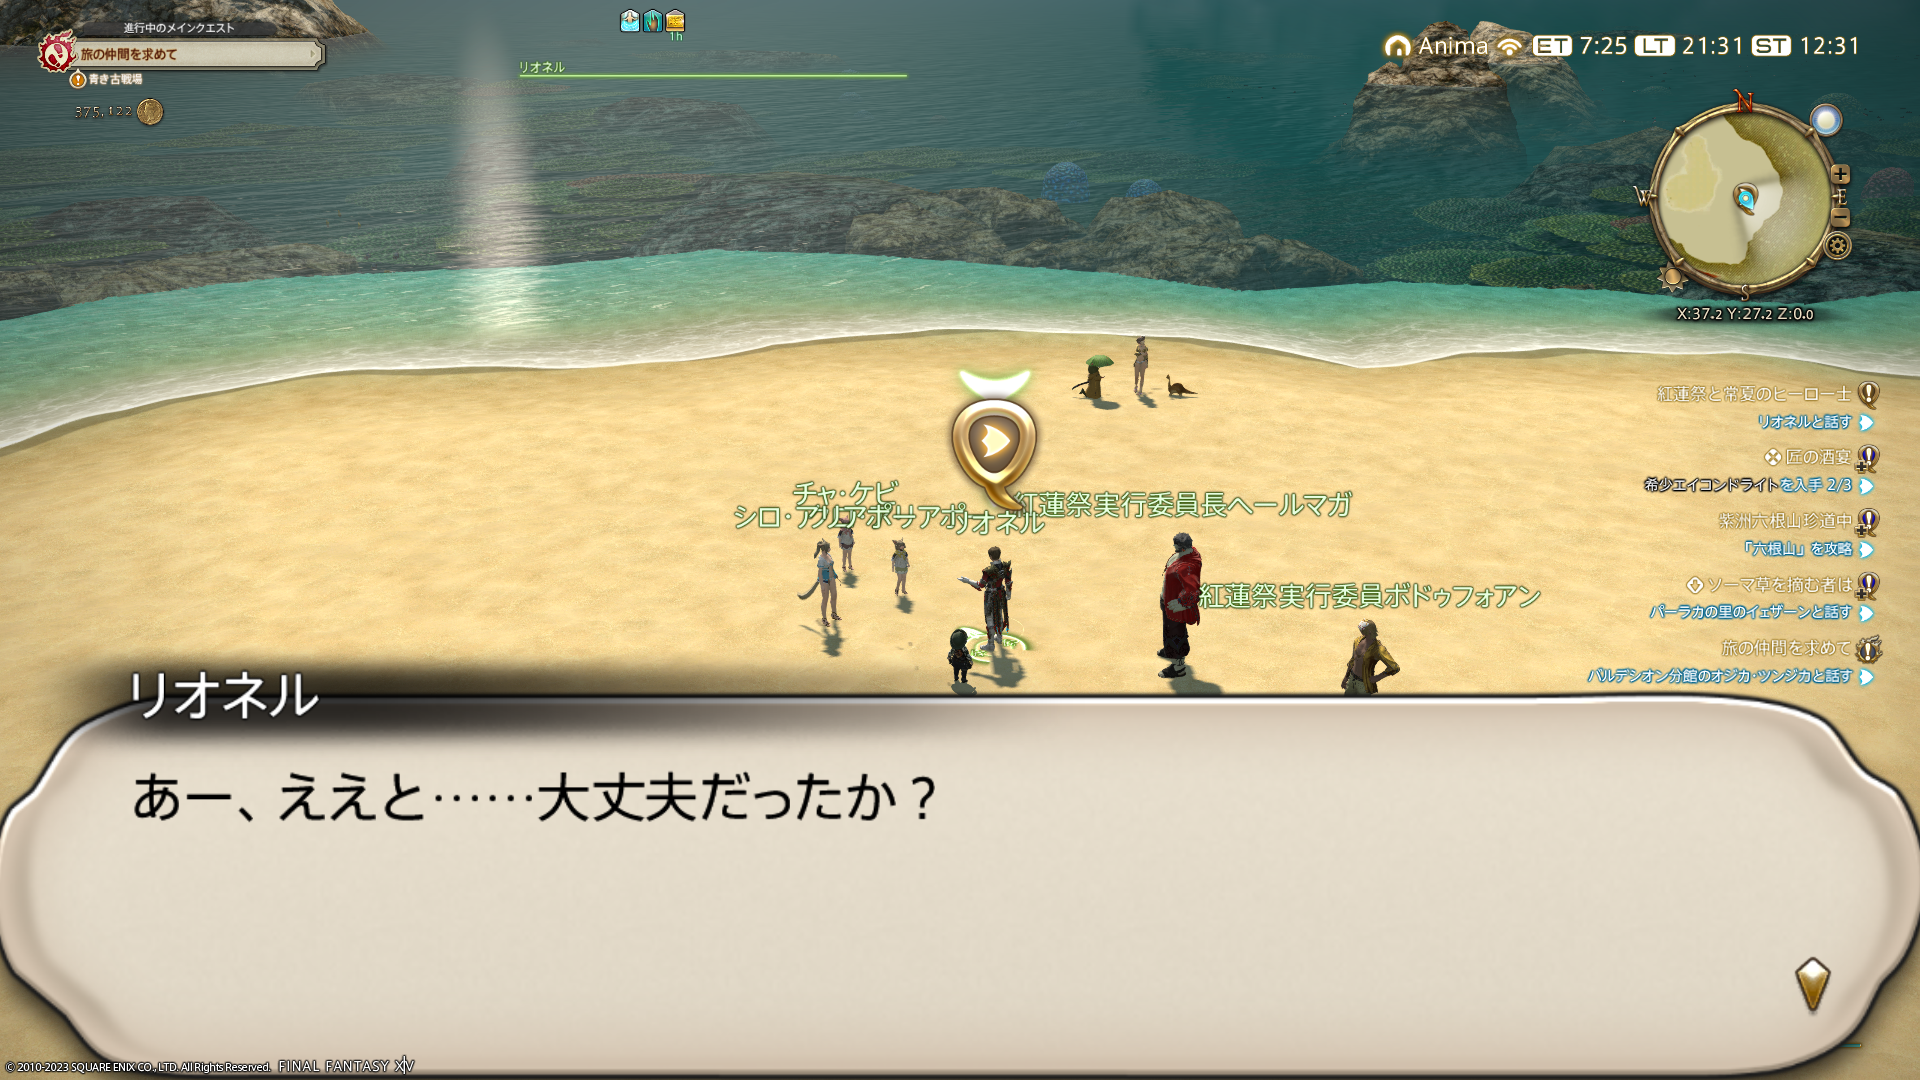 進行中のメインクエスト
旅の仲間を求めて
青き古戦場
375,122
1h
リオネル
Anima ET 7:25 LT 21:31 ST 12:31
N
W
E
S
X:37.2 Y:27.2 Z:0.0
紅蓮祭と常夏のヒーロー士
リオネルと話す
匠の酒宴
希少エイコンドライトを入手 2/3
紫洲六根山珍道中
「六根山」を攻略
ソーマ草を摘む者は
パーラカの里のイェザーンと話す
旅の仲間を求めて
バルデシオン分館のオジカ・ツンジカと話す
チャ・ケビ
シロ・アリアポ
リオネル
紅蓮祭実行委員長ヘールマガ
紅蓮祭実行委員ボドゥフォアン
リオネル
あー、ええと……大丈夫だったか？
© 2010-2023 SQUARE ENIX CO., LTD. All Rights Reserved. FINAL FANTASY XIV